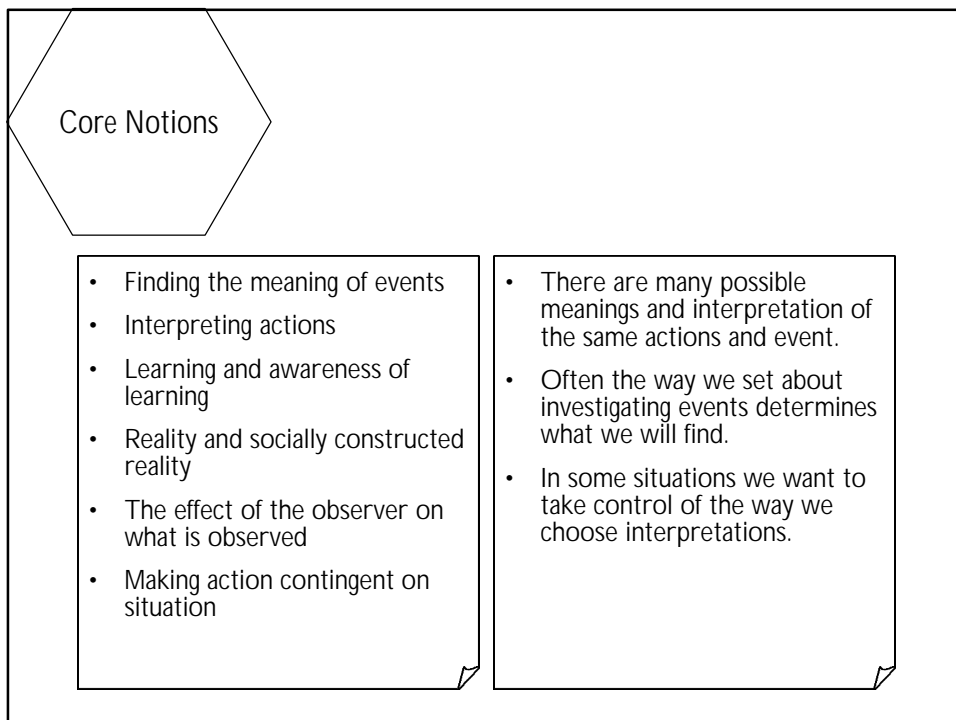 Core Notions
• Finding the meaning of events
• Interpreting actions
• Learning and awareness of
learning
• Reality and socially constructed
reality
• The effect of the observer on
what is observed
• Making action contingent on
situation
• There are many possible
meanings and interpretation of
the same actions and event.
• Often the way we set about
investigating events determines
what we will find.
• In some situations we want to
take control of the way we
choose interpretations.